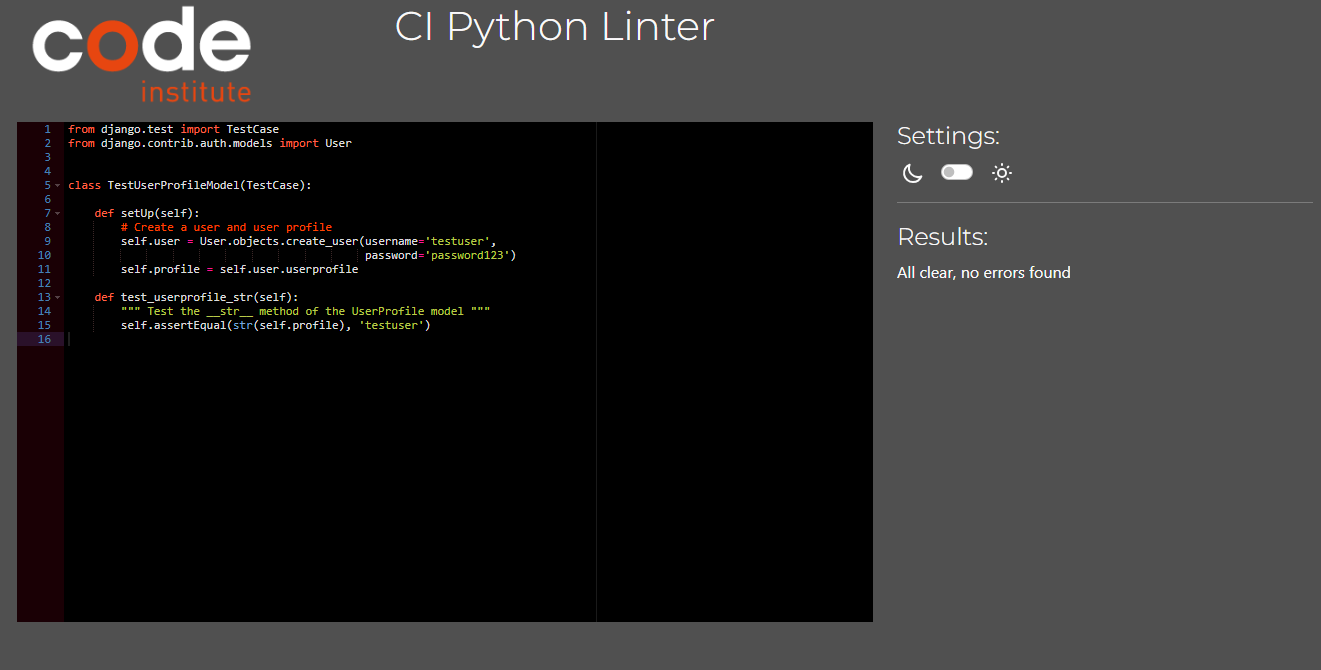 code
institute
CI Python Linter
1 from django.test import TestCase
2 from django.contrib.auth.models import User
3
4
5 class TestUserProfileModel(TestCase):
6
7     def setUp(self):
8         # Create a user and user profile
9         self.user = User.objects.create_user(username='testuser',
10                                              password='password123')
11         self.profile = self.user.userprofile
12
13     def test_userprofile_str(self):
14         """ Test the __str__ method of the UserProfile model """
15         self.assertEqual(str(self.profile), 'testuser')
16
Settings:
Results:
All clear, no errors found